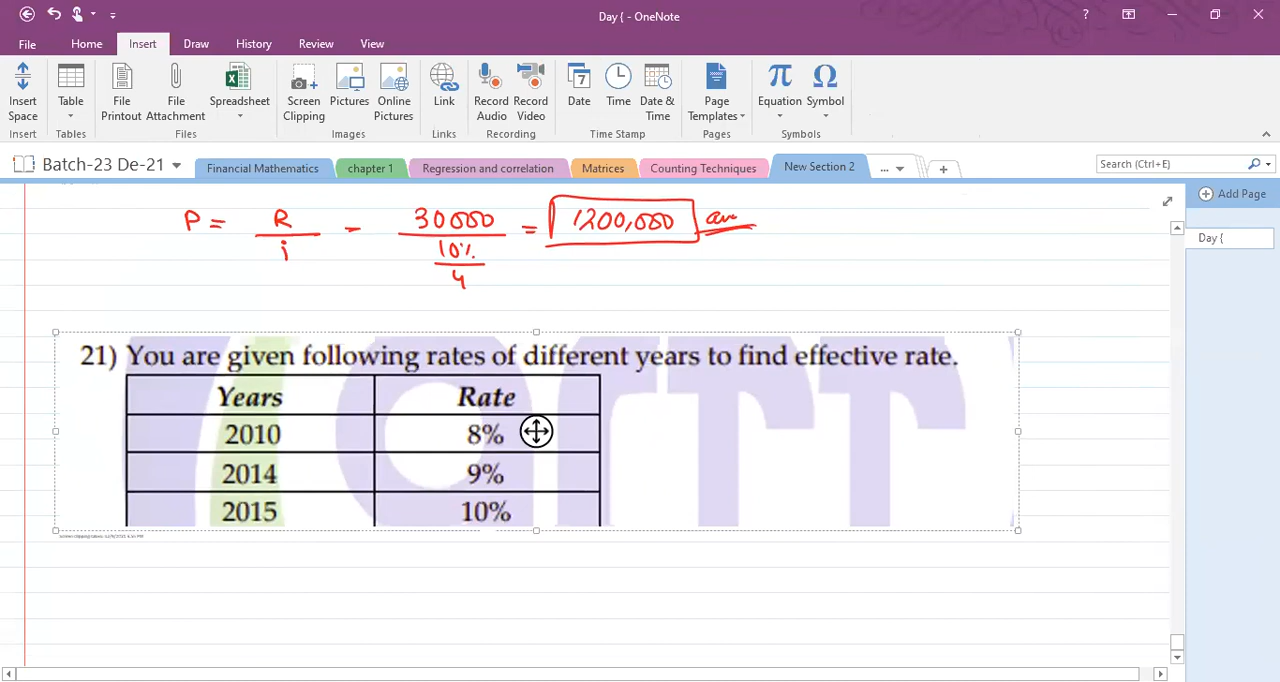 Day { - OneNote
File Home Insert Draw History Review View
Insert Space Table File Printout File Attachment Spreadsheet Screen Clipping Pictures Online Pictures Link Record Audio Record Video Date Time Date & Time Page Templates Equation Symbol
Insert Tables Files Images Links Recording Time Stamp Pages Symbols
Batch-23 De-21 Financial Mathematics chapter 1 Regression and correlation Matrices Counting Techniques New Section 2 ... Search (Ctrl+E)
Add Page
Day {
P = R / i = 30000 / 10% / 4 = 1200,000
21) You are given following rates of different years to find effective rate.
Years Rate
2010 8%
2014 9%
2015 10%